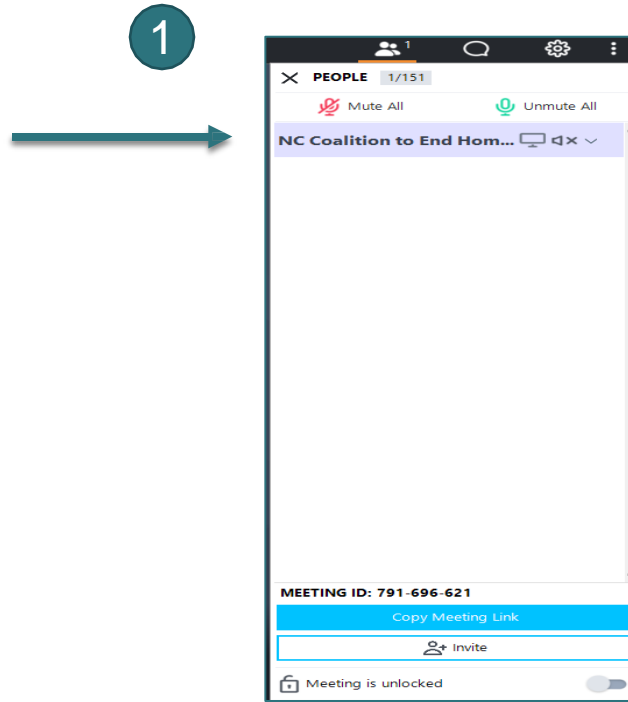 1
1
PEOPLE 1/151
Mute All Unmute All
NC Coalition to End Hom...
MEETING ID: 791-696-621
Copy Meeting Link
Invite
Meeting is unlocked